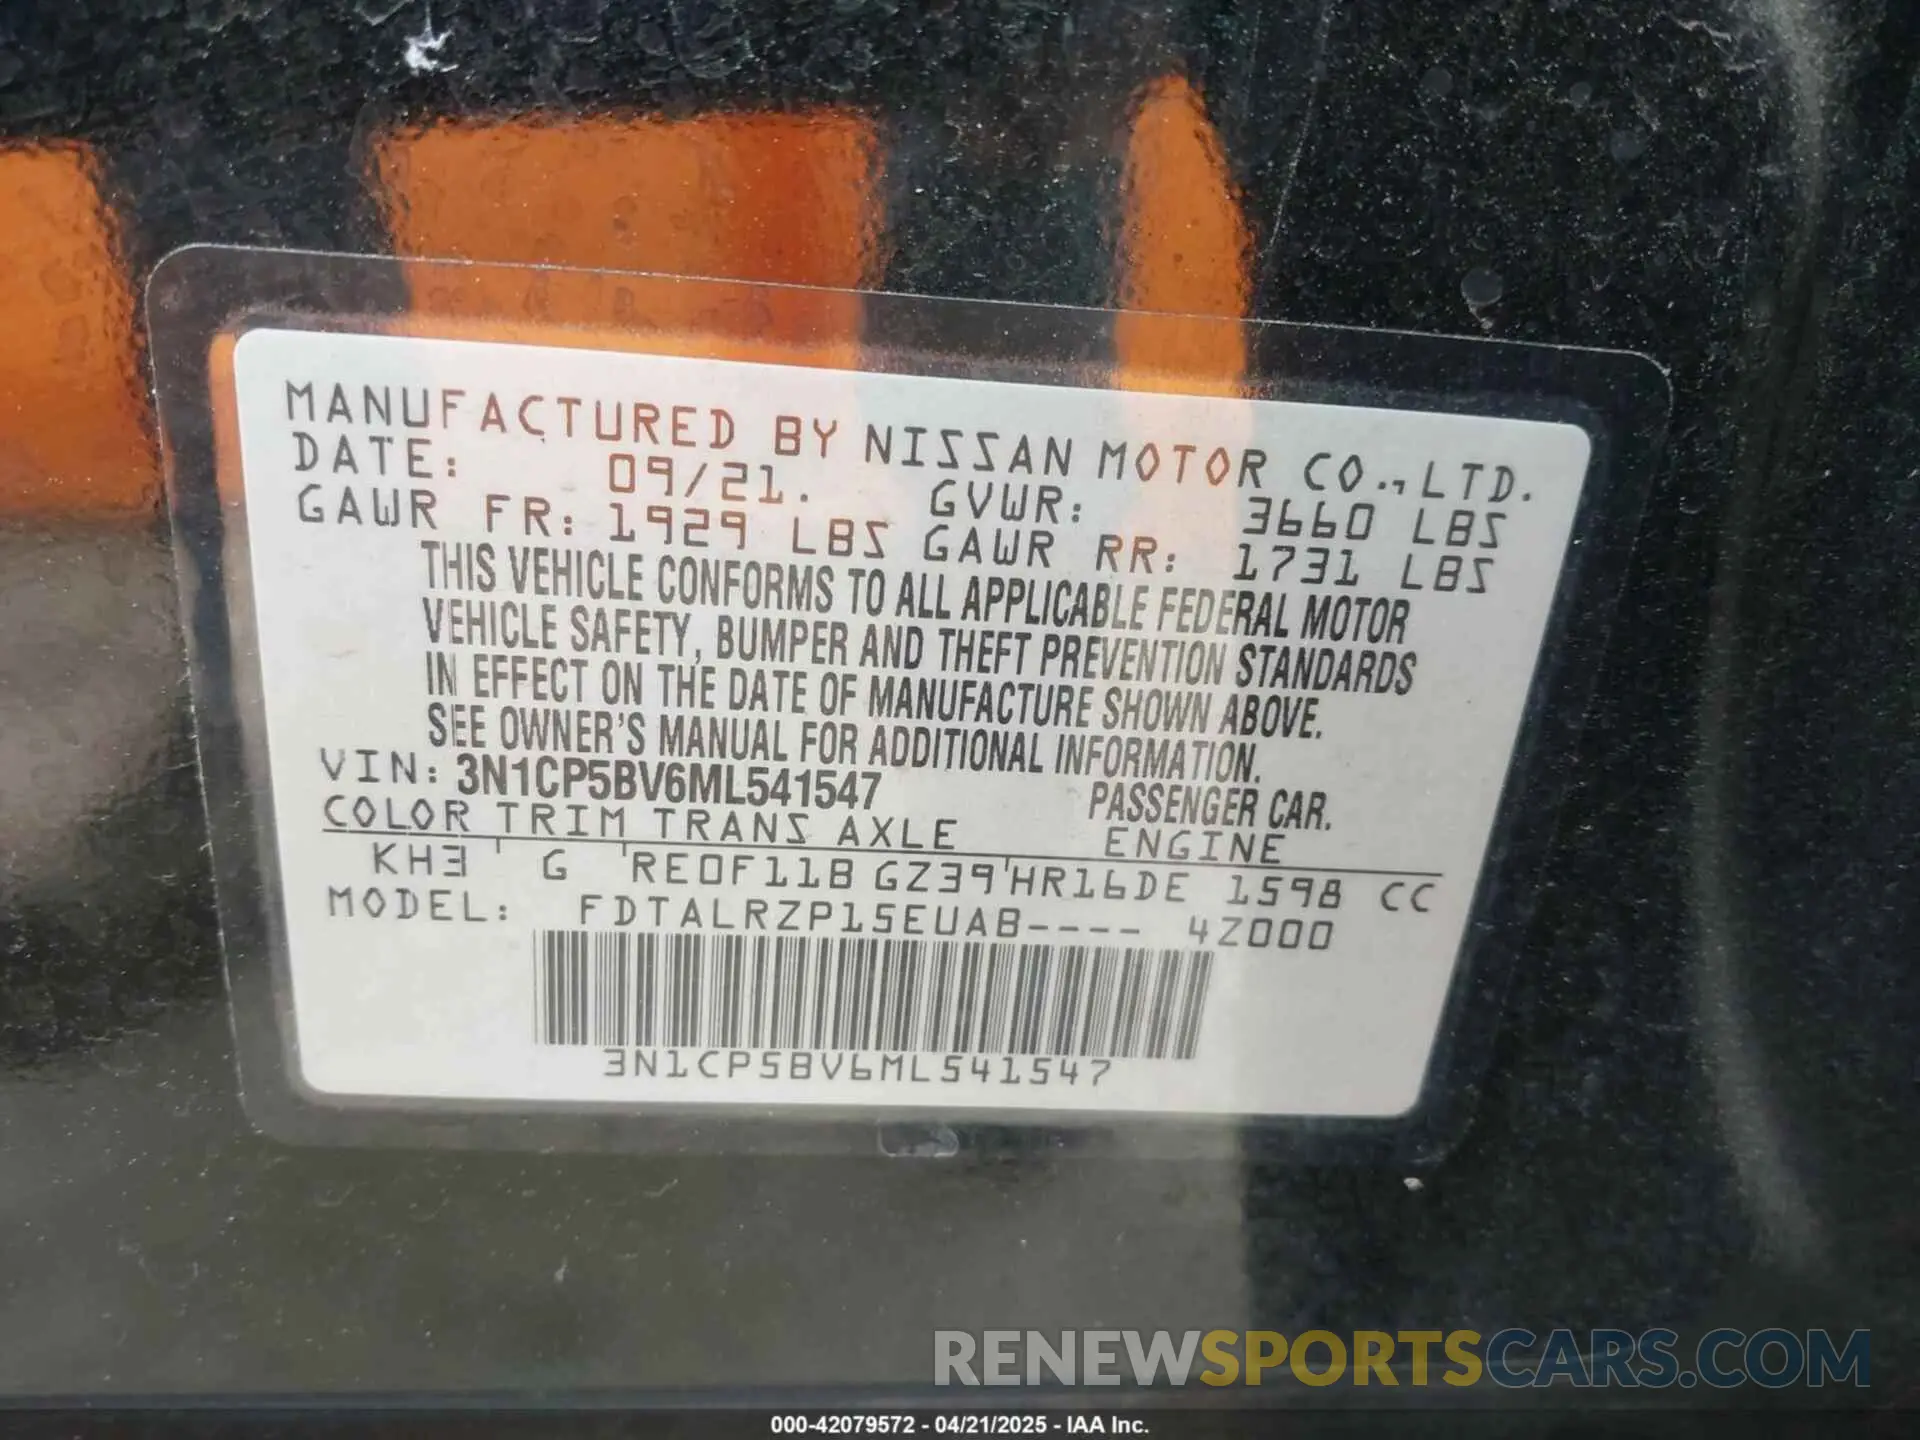 MANUFACTURED BY NISSAN MOTOR CO.,LTD.
DATE: 09/21. GVWR: 3660 LBS
GAWR FR: 1929 LBS GAWR RR: 1731 LBS
THIS VEHICLE CONFORMS TO ALL APPLICABLE FEDERAL MOTOR
VEHICLE SAFETY, BUMPER AND THEFT PREVENTION STANDARDS
IN EFFECT ON THE DATE OF MANUFACTURE SHOWN ABOVE.
SEE OWNER'S MANUAL FOR ADDITIONAL INFORMATION.
VIN: 3N1CP5BV6ML541547 PASSENGER CAR.
COLOR TRIM TRANS AXLE ENGINE
KH3 G RE0F11B GZ39 HR16DE 1598 CC
MODEL: FDTALRZP15EUAB---- 4Z000
3N1CP5BV6ML541547
RENEWSPORTSCARS.COM
000-42079572 - 04/21/2025 - IAA Inc.